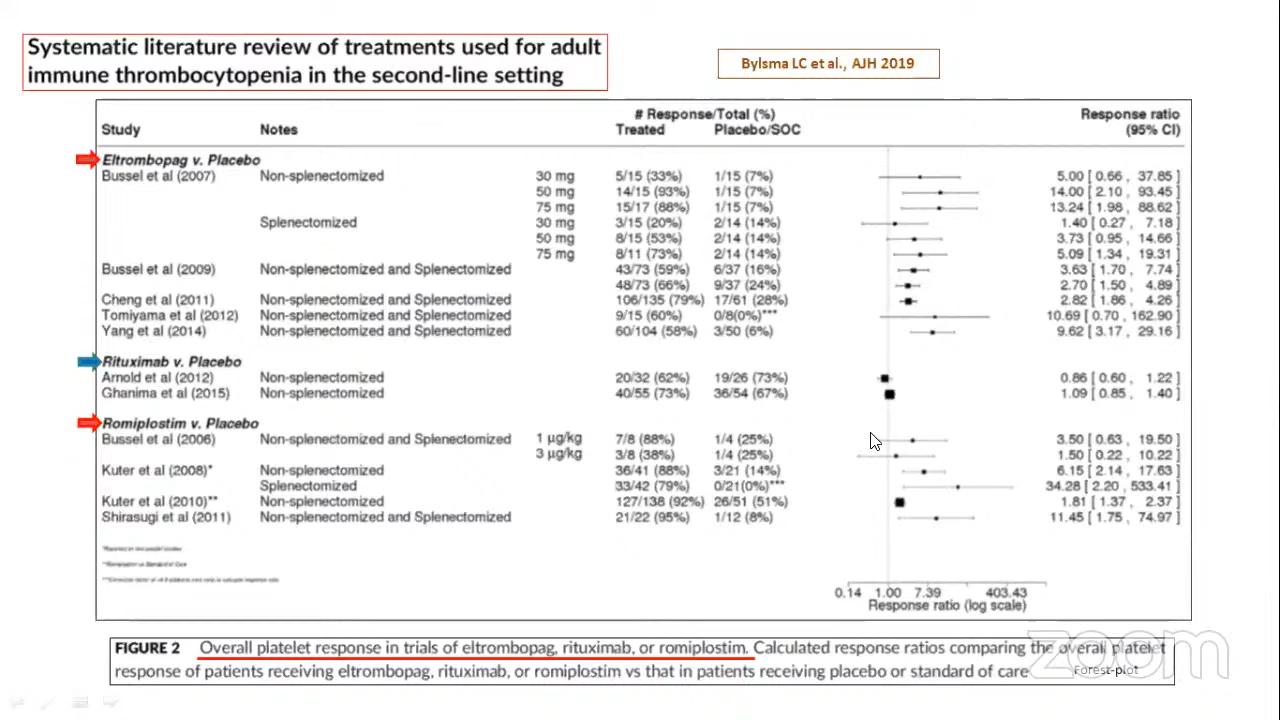 Systematic literature review of treatments used for adult
immune thrombocytopenia in the second-line setting
Bylsma LC et al., AJH 2019
# Response/Total (%) Response ratio
Study Notes Treated Placebo/SOC (95% CI)
Eltrombopag v. Placebo
Bussel et al (2007) Non-splenectomized 30 mg 5/15 (33%) 1/15 (7%) 5.00 [ 0.66 , 37.85 ]
50 mg 14/15 (93%) 1/15 (7%) 14.00 [ 2.10 , 93.45 ]
75 mg 15/17 (88%) 1/15 (7%) 13.24 [ 1.98 , 88.62 ]
Splenectomized 30 mg 3/15 (20%) 2/14 (14%) 1.40 [ 0.27 , 7.18 ]
50 mg 8/15 (53%) 2/14 (14%) 3.73 [ 0.95 , 14.66 ]
75 mg 8/11 (73%) 2/14 (14%) 5.09 [ 1.34 , 19.31 ]
Bussel et al (2009) Non-splenectomized and Splenectomized 43/73 (59%) 6/37 (16%) 3.63 [ 1.70 , 7.74 ]
48/73 (66%) 9/37 (24%) 2.70 [ 1.50 , 4.89 ]
Cheng et al (2011) Non-splenectomized and Splenectomized 106/135 (79%) 17/61 (28%) 2.82 [ 1.86 , 4.26 ]
Tomiyama et al (2012) Non-splenectomized and Splenectomized 9/15 (60%) 0/8(0%)*** 10.69 [ 0.70 , 162.90 ]
Yang et al (2014) Non-splenectomized and Splenectomized 60/104 (58%) 3/50 (6%) 9.62 [ 3.17 , 29.16 ]
Rituximab v. Placebo
Arnold et al (2012) Non-splenectomized 20/32 (62%) 19/26 (73%) 0.86 [ 0.60 , 1.22 ]
Ghanima et al (2015) Non-splenectomized 40/55 (73%) 36/54 (67%) 1.09 [ 0.85 , 1.40 ]
Romiplostim v. Placebo
Bussel et al (2006) Non-splenectomized and Splenectomized 1 µg/kg 7/8 (88%) 1/4 (25%) 3.50 [ 0.63 , 19.50 ]
3 µg/kg 3/8 (38%) 1/4 (25%) 1.50 [ 0.22 , 10.22 ]
Kuter et al (2008)* Non-splenectomized 36/41 (88%) 3/21 (14%) 6.15 [ 2.14 , 17.63 ]
Splenectomized 33/42 (79%) 0/21(0%)*** 34.28 [ 2.20 , 533.41 ]
Kuter et al (2010)** Non-splenectomized 127/138 (92%) 26/51 (51%) 1.81 [ 1.37 , 2.37 ]
Shirasugi et al (2011) Non-splenectomized and Splenectomized 21/22 (95%) 1/12 (8%) 11.45 [ 1.75 , 74.97 ]
0.14 1.00 7.39 403.43
Response ratio (log scale)
FIGURE 2 Overall platelet response in trials of eltrombopag, rituximab, or romiplostim. Calculated response ratios comparing the overall platelet
response of patients receiving eltrombopag, rituximab, or romiplostim vs that in patients receiving placebo or standard of care
Forest-plot
zoom